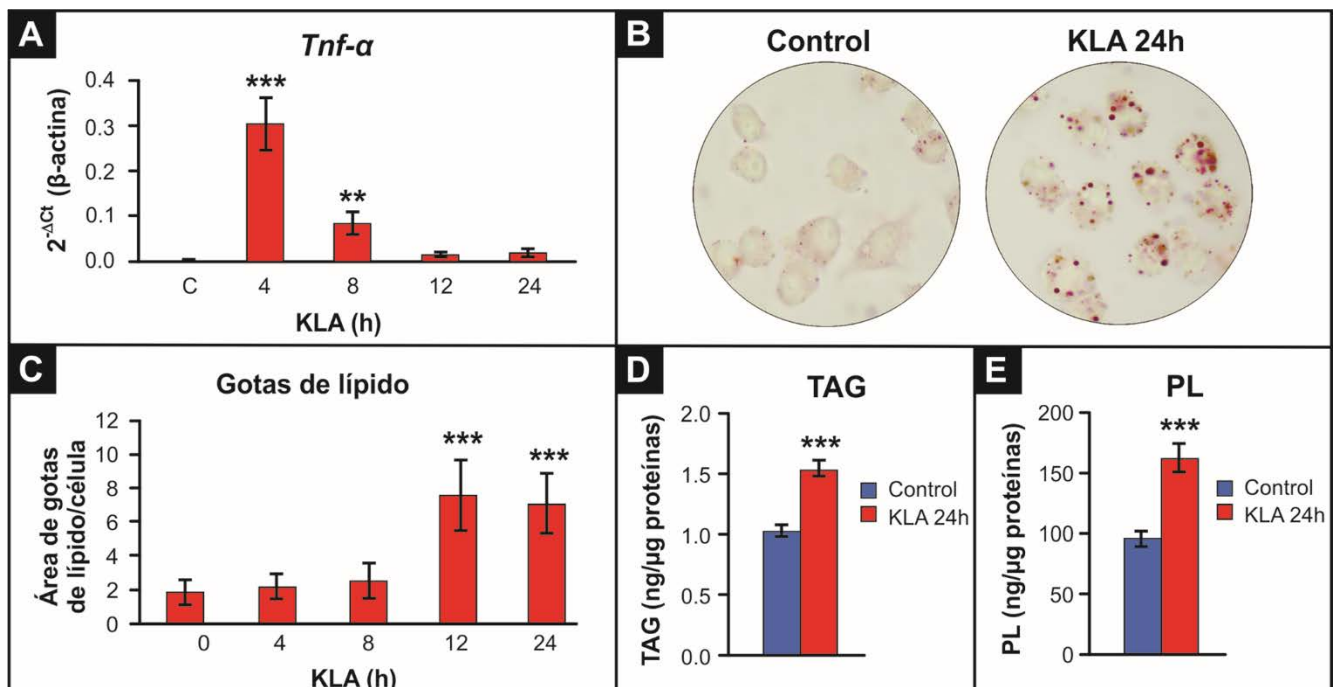 A
Tnf-α
2^-ΔCt (β-actina)
0.4
0.3
0.2
0.1
0.0
***
**
C 4 8 12 24
KLA (h)
B
Control KLA 24h
C
Gotas de lípido
Área de gotas
de lípido/célula
12
10
8
6
4
2
0
*** ***
0 4 8 12 24
KLA (h)
D
TAG
TAG (ng/µg proteínas)
2.0
1.5
1.0
0.5
0.0
***
Control
KLA 24h
E
PL
PL (ng/µg proteínas)
200
150
100
50
0
***
Control
KLA 24h